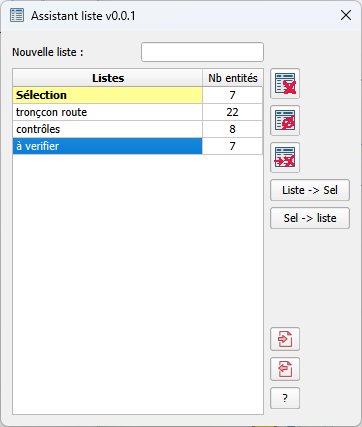 Assistant liste v0.0.1
Nouvelle liste :
Listes Nb entités
Sélection 7
tronçcon route 22
contrôles 8
à verifier 7
Liste -> Sel
Sel -> liste
?